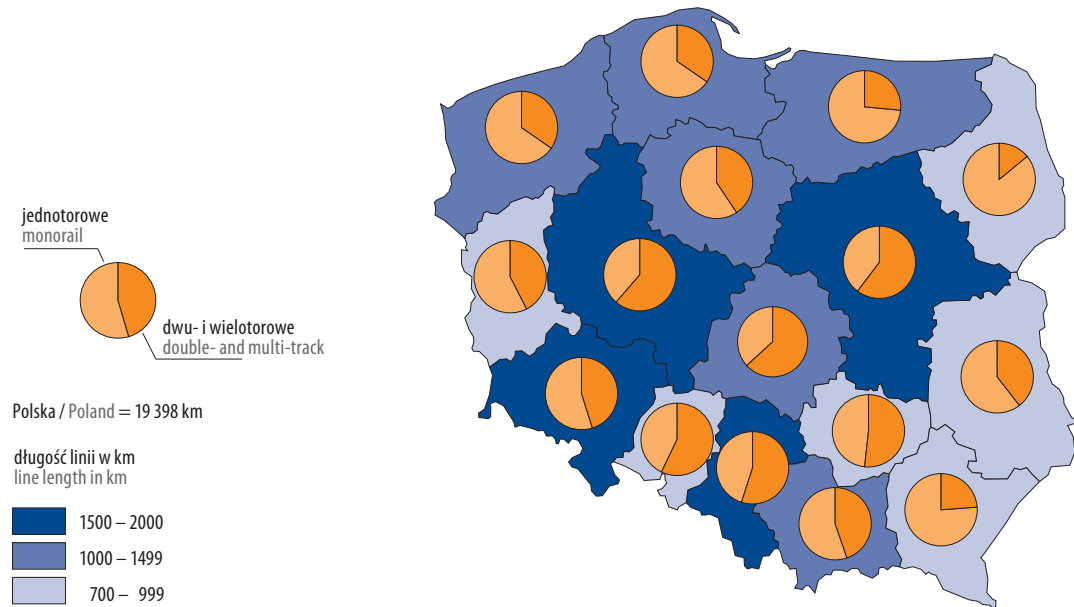 jednotorowe
monorail
dwu- i wielotorowe
double- and multi-track
Polska / Poland = 19 398 km
długość linii w km
line length in km
1500 – 2000
1000 – 1499
700 – 999